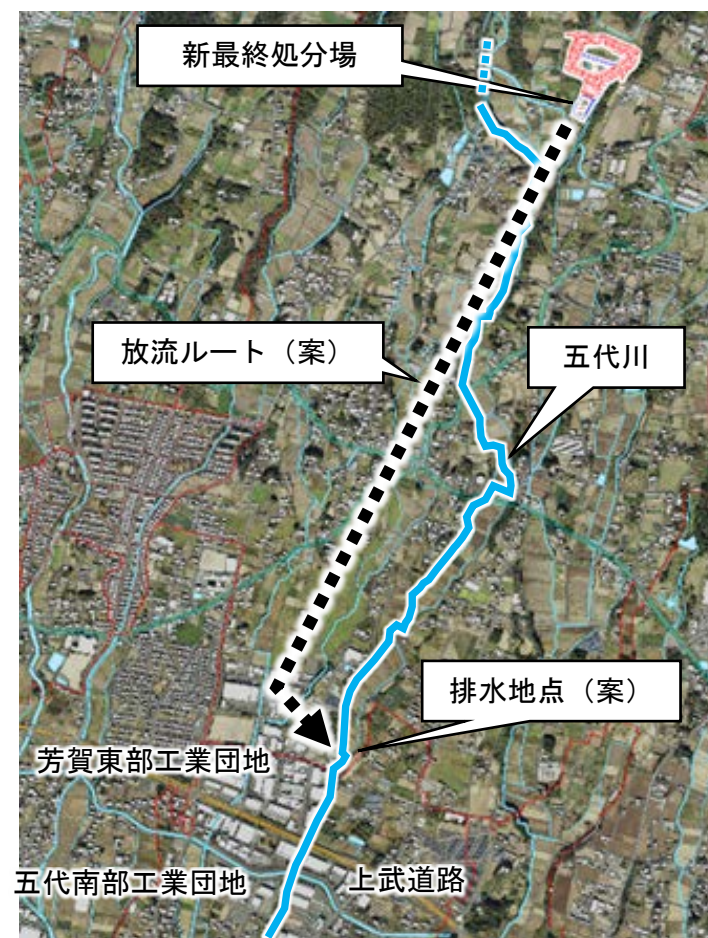 新最終処分場
放流ルート（案）
五代川
排水地点（案）
芳賀東部工業団地
五代南部工業団地
上武道路